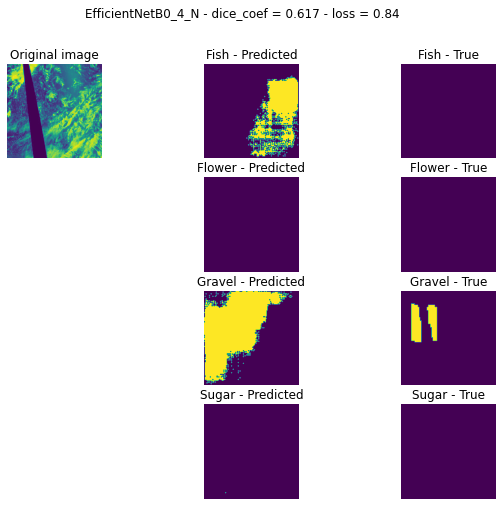 EfficientNetB0_4_N - dice_coef = 0.617 - loss = 0.84
Original image
Fish - Predicted
Fish - True
Flower - Predicted
Flower - True
Gravel - Predicted
Gravel - True
Sugar - Predicted
Sugar - True